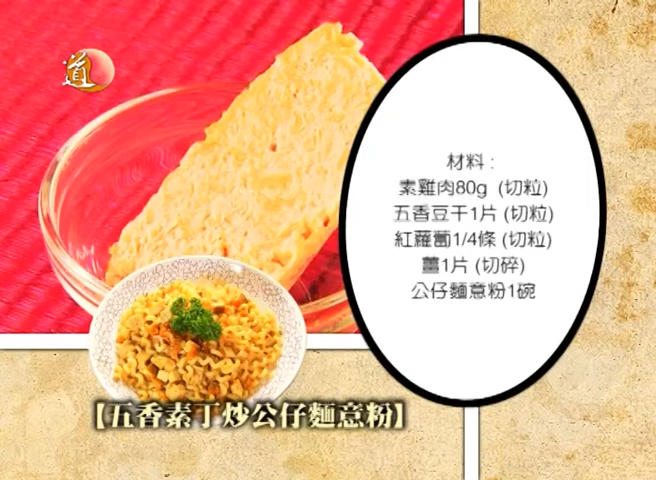 道
材料 :
素雞肉80g (切粒)
五香豆干1片 (切粒)
紅蘿蔔1/4條 (切粒)
薑1片 (切碎)
公仔麵意粉1碗
【五香素丁炒公仔麵意粉】